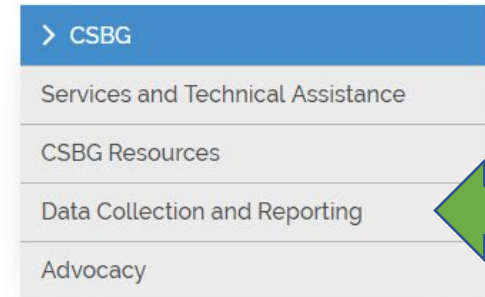 > CSBG
Services and Technical Assistance
CSBG Resources
Data Collection and Reporting
Advocacy